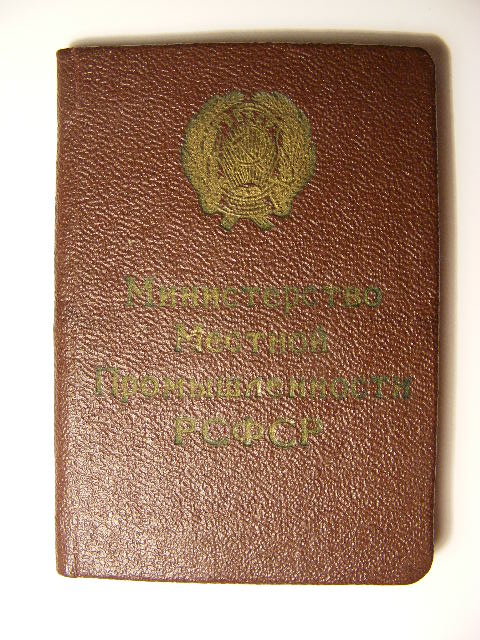 Министерство
Местной
Промышленности
РСФСР